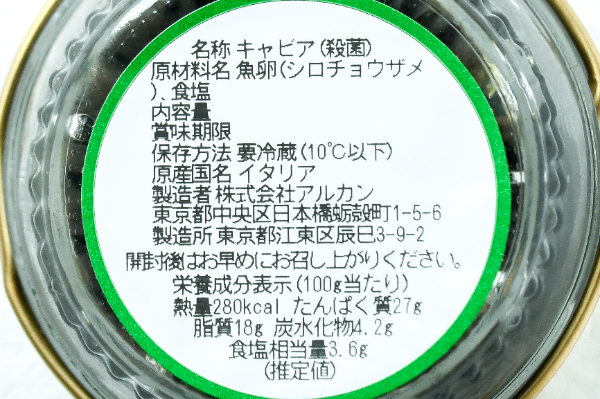 名称 キャビア(殺菌)
原材料名 魚卵(シロチョウザメ
)、食塩
内容量
賞味期限
保存方法 要冷蔵(10℃以下)
原産国名 イタリア
製造者 株式会社アルカン
東京都中央区日本橋蛎殻町1-5-6
製造所 東京都江東区辰巳3-9-2
開封後はお早めにお召し上がりください。
栄養成分表示(100g当たり)
熱量280kcal たんぱく質27g
脂質18g 炭水化物4.2g
食塩相当量3.6g
(推定値)